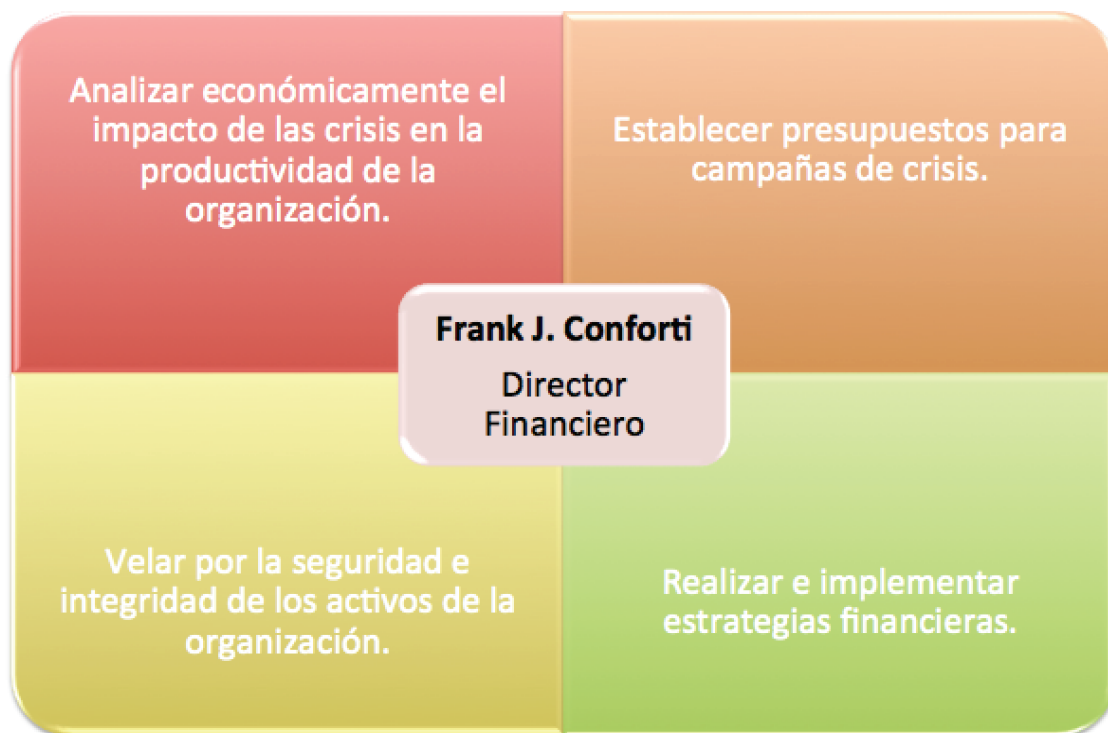 Analizar económicamente el
impacto de las crisis en la
productividad de la
organización.
Establecer presupuestos para
campañas de crisis.
Frank J. Conforti
Director
Financiero
Velar por la seguridad e
integridad de los activos de la
organización.
Realizar e implementar
estrategias financieras.